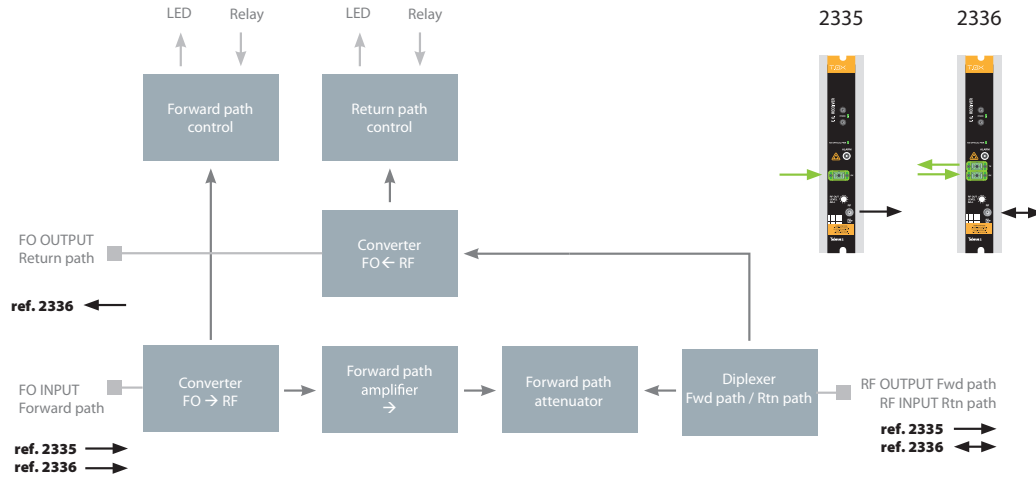 LED
Relay
LED
Relay
2335
2336
Forward path
control
Return path
control
FO OUTPUT
Return path
Converter
FO ← RF
ref. 2336
FO INPUT
Forward path
Converter
FO → RF
Forward path
amplifier
→
Forward path
attenuator
Diplexer
Fwd path / Rtn path
RF OUTPUT Fwd path
RF INPUT Rtn path
ref. 2335
ref. 2336
ref. 2335
ref. 2336
Televes
Televes